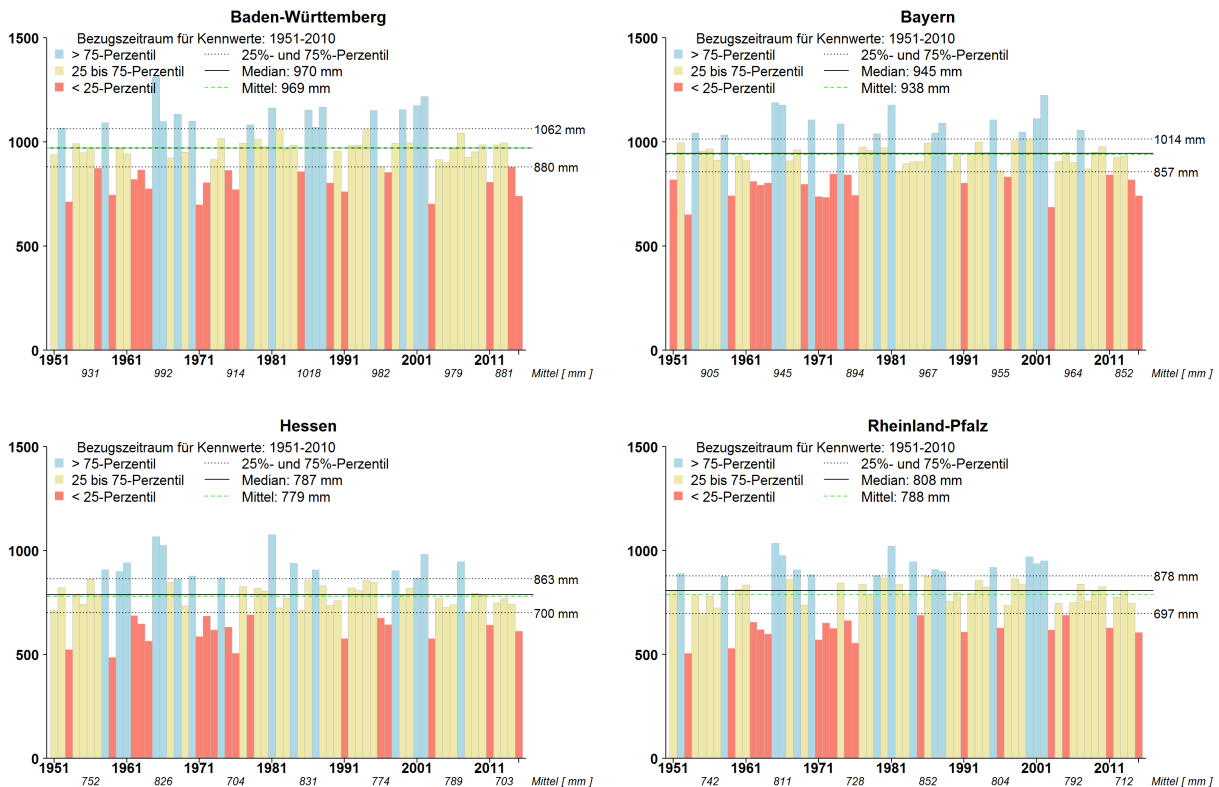 Baden-Württemberg
1500
1000
500
0
Bezugszeitraum für Kennwerte: 1951-2010
> 75-Perzentil
25 bis 75-Perzentil
< 25-Perzentil
25%- und 75%-Perzentil
Median: 970 mm
Mittel: 969 mm
1062 mm
880 mm
1951 1961 1971 1981 1991 2001 2011
931 992 914 1018 982 979 881 Mittel [ mm ]
Bayern
1500
1000
500
0
Bezugszeitraum für Kennwerte: 1951-2010
> 75-Perzentil
25 bis 75-Perzentil
< 25-Perzentil
25%- und 75%-Perzentil
Median: 945 mm
Mittel: 938 mm
1014 mm
857 mm
1951 1961 1971 1981 1991 2001 2011
905 945 894 967 955 964 852 Mittel [ mm ]
Hessen
1500
1000
500
0
Bezugszeitraum für Kennwerte: 1951-2010
> 75-Perzentil
25 bis 75-Perzentil
< 25-Perzentil
25%- und 75%-Perzentil
Median: 787 mm
Mittel: 779 mm
863 mm
700 mm
1951 1961 1971 1981 1991 2001 2011
752 826 704 831 774 789 703 Mittel [ mm ]
Rheinland-Pfalz
1500
1000
500
0
Bezugszeitraum für Kennwerte: 1951-2010
> 75-Perzentil
25 bis 75-Perzentil
< 25-Perzentil
25%- und 75%-Perzentil
Median: 808 mm
Mittel: 788 mm
878 mm
697 mm
1951 1961 1971 1981 1991 2001 2011
742 811 728 852 804 792 712 Mittel [ mm ]